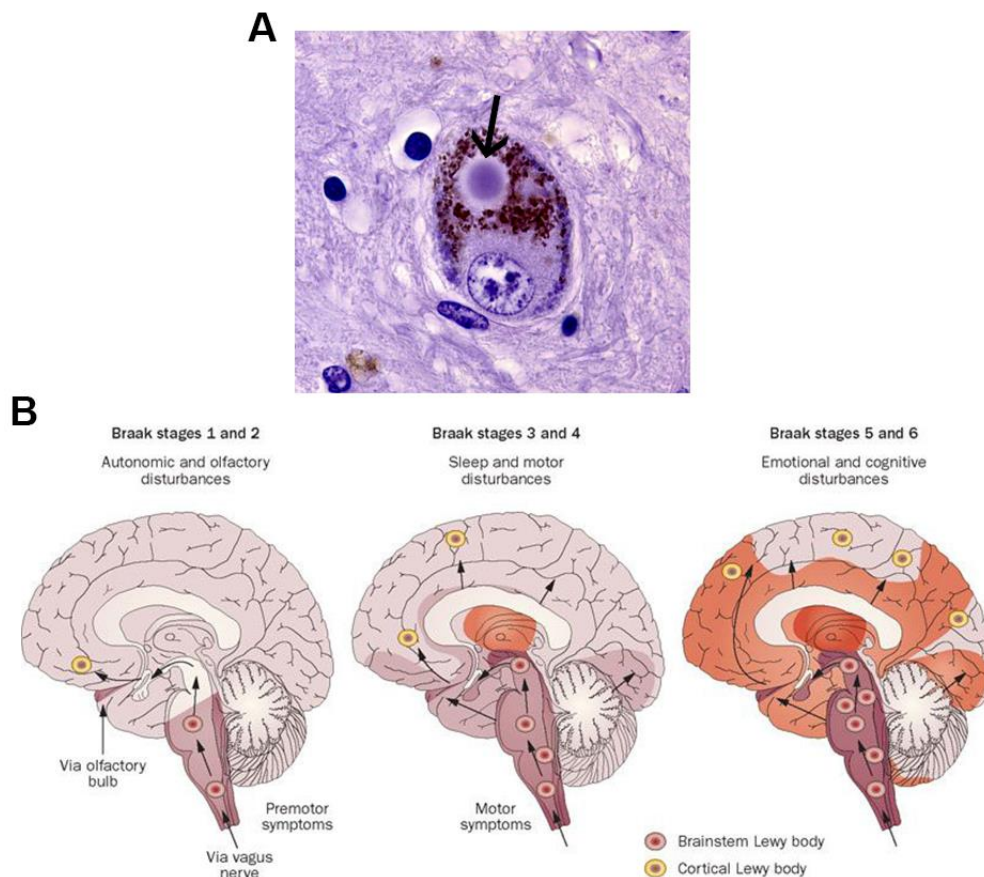 A
B
Braak stages 1 and 2
Autonomic and olfactory
disturbances
Via olfactory
bulb
Premotor
symptoms
Via vagus
nerve
Braak stages 3 and 4
Sleep and motor
disturbances
Motor
symptoms
Braak stages 5 and 6
Emotional and cognitive
disturbances
Brainstem Lewy body
Cortical Lewy body